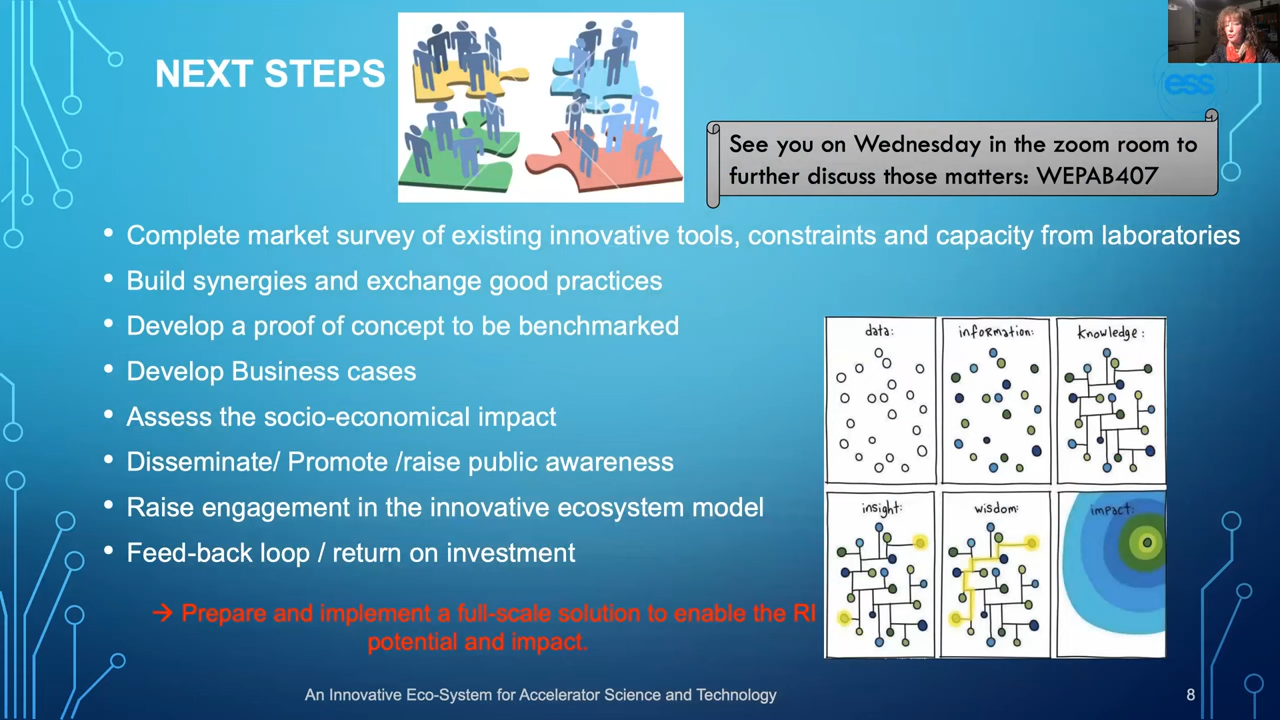 NEXT STEPS
ess
See you on Wednesday in the zoom room to
further discuss those matters: WEPAB407
• Complete market survey of existing innovative tools, constraints and capacity from laboratories
• Build synergies and exchange good practices
• Develop a proof of concept to be benchmarked
• Develop Business cases
• Assess the socio-economical impact
• Disseminate/ Promote /raise public awareness
• Raise engagement in the innovative ecosystem model
• Feed-back loop / return on investment
→ Prepare and implement a full-scale solution to enable the RI
potential and impact.
data:
information:
knowledge:
insight:
wisdom:
impact:
An Innovative Eco-System for Accelerator Science and Technology
8